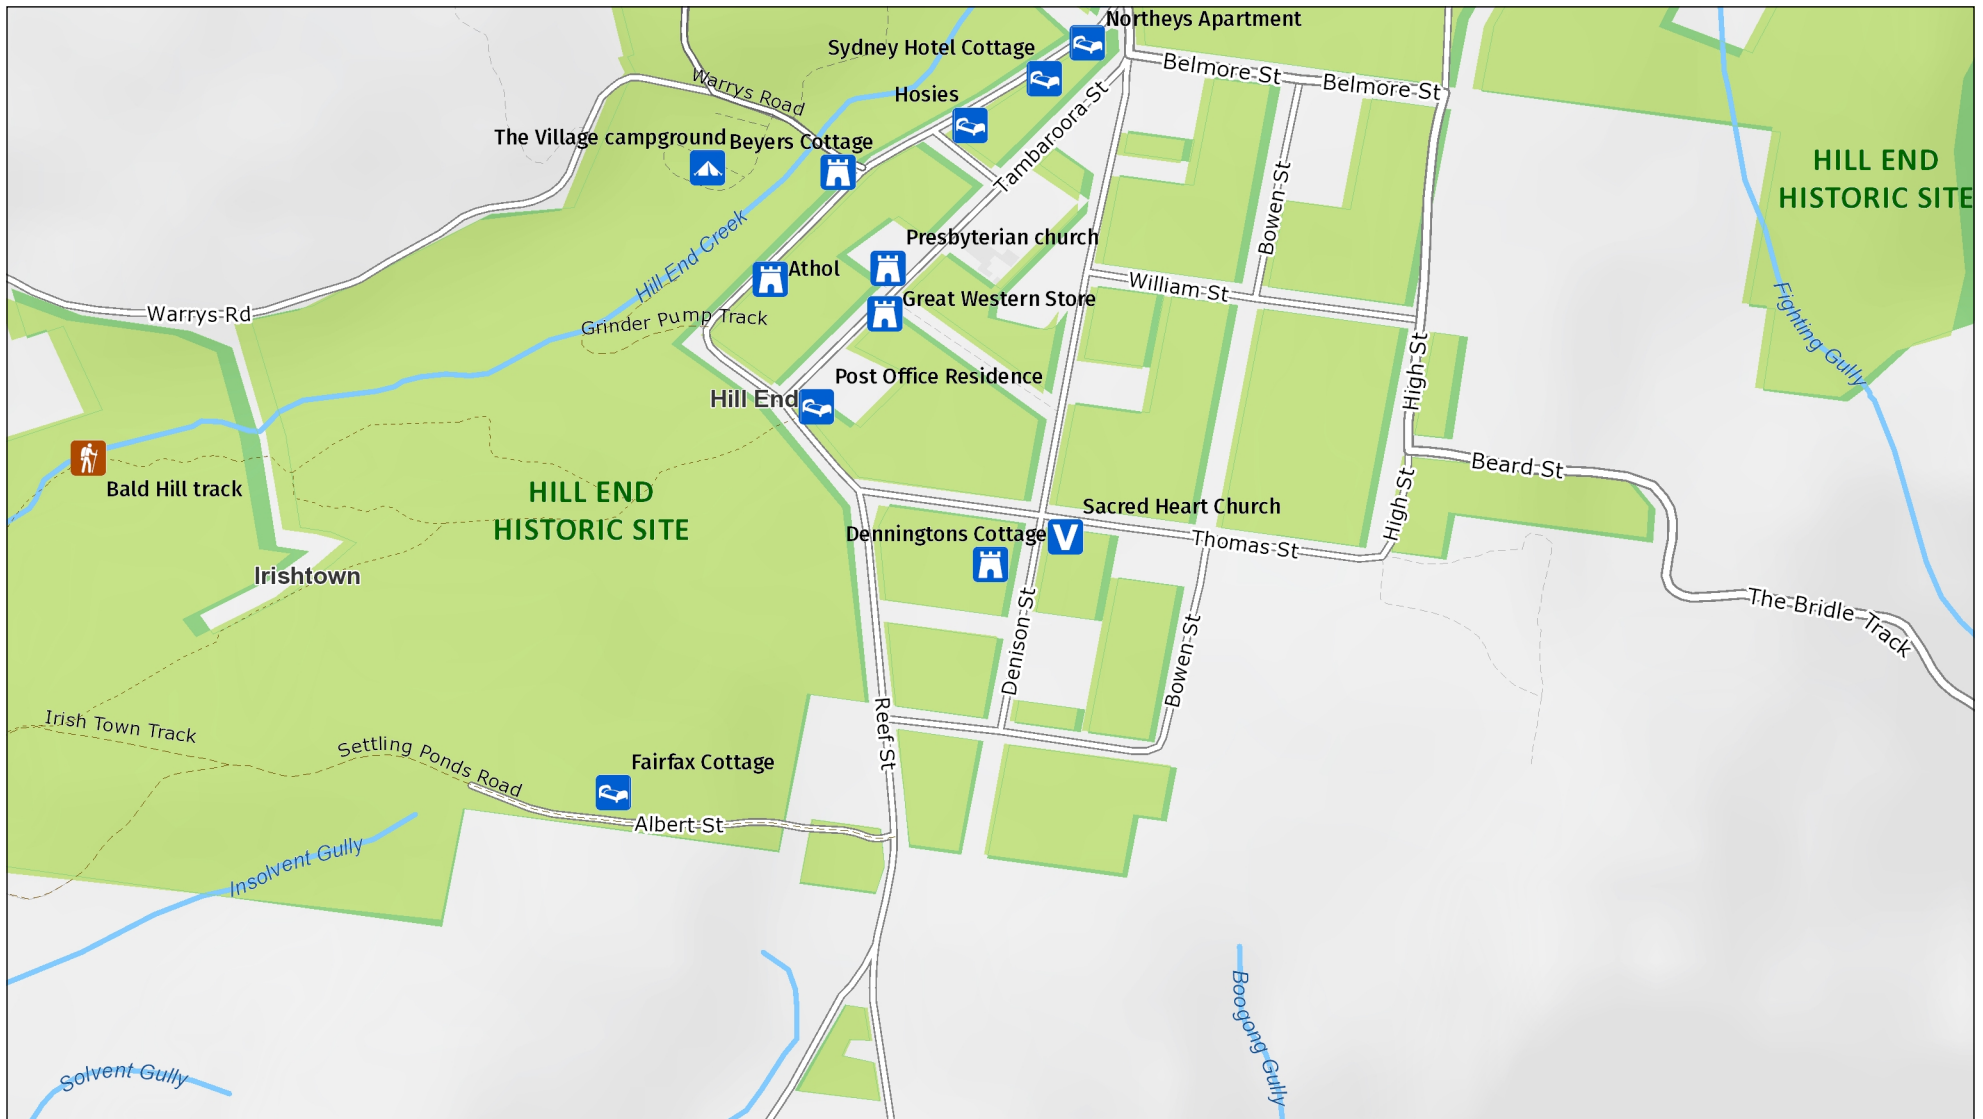 Northeys Apartment
Sydney Hotel Cottage
Belmore St
Belmore St
Warrys Road
Hosies
Tambaroora St
The Village campground
Beyers Cottage
HILL END
HISTORIC SITE
Bowen St
Hill End Creek
Presbyterian church
Athol
William St
Great Western Store
Warrys Rd
Grinder Pump Track
Fighting Gully
High St
Post Office Residence
Hill End
Beard St
Bald Hill track
HILL END
HISTORIC SITE
High St
Sacred Heart Church
V
Denningtons Cottage
Thomas St
Irishtown
Denison St
The Bridle Track
Bowen St
Irish Town Track
Reef St
Settling Ponds Road
Fairfax Cottage
Albert St
Insolvent Gully
Boogong Gully
Solvent Gully